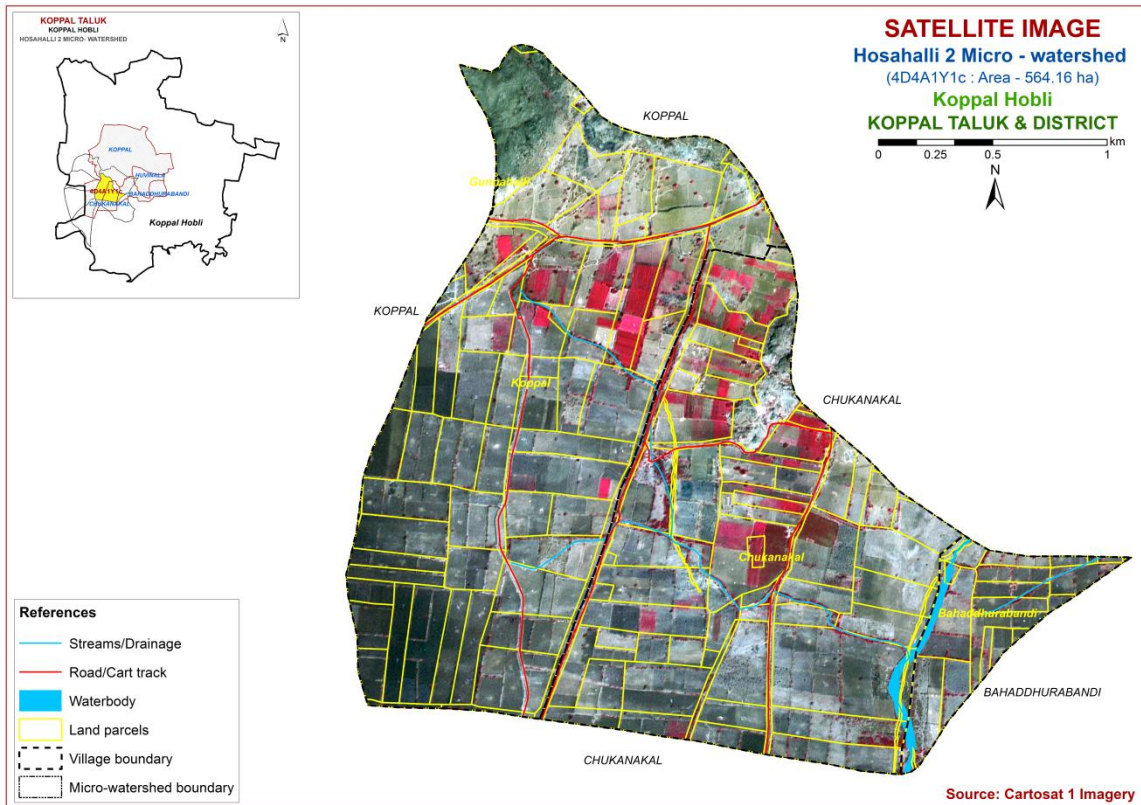 KOPPAL TALUK
KOPPAL HOBLI
HOSAHALLI 2 MICRO- WATERSHED
N
KOPPAL
HUVINALA
4D4A1Y1c
BAHADDHURABANDI
CHUKANAKAL
Koppal Hobli
SATELLITE IMAGE
Hosahalli 2 Micro - watershed
(4D4A1Y1c : Area - 564.16 ha)
Koppal Hobli
KOPPAL TALUK & DISTRICT
km
0 0.25 0.5 1
N
KOPPAL
KOPPAL
Koppal
CHUKANAKAL
Chukanakal
Bahaddhurabandi
BAHADDHURABANDI
CHUKANAKAL
References
Streams/Drainage
Road/Cart track
Waterbody
Land parcels
Village boundary
Micro-watershed boundary
Source: Cartosat 1 Imagery